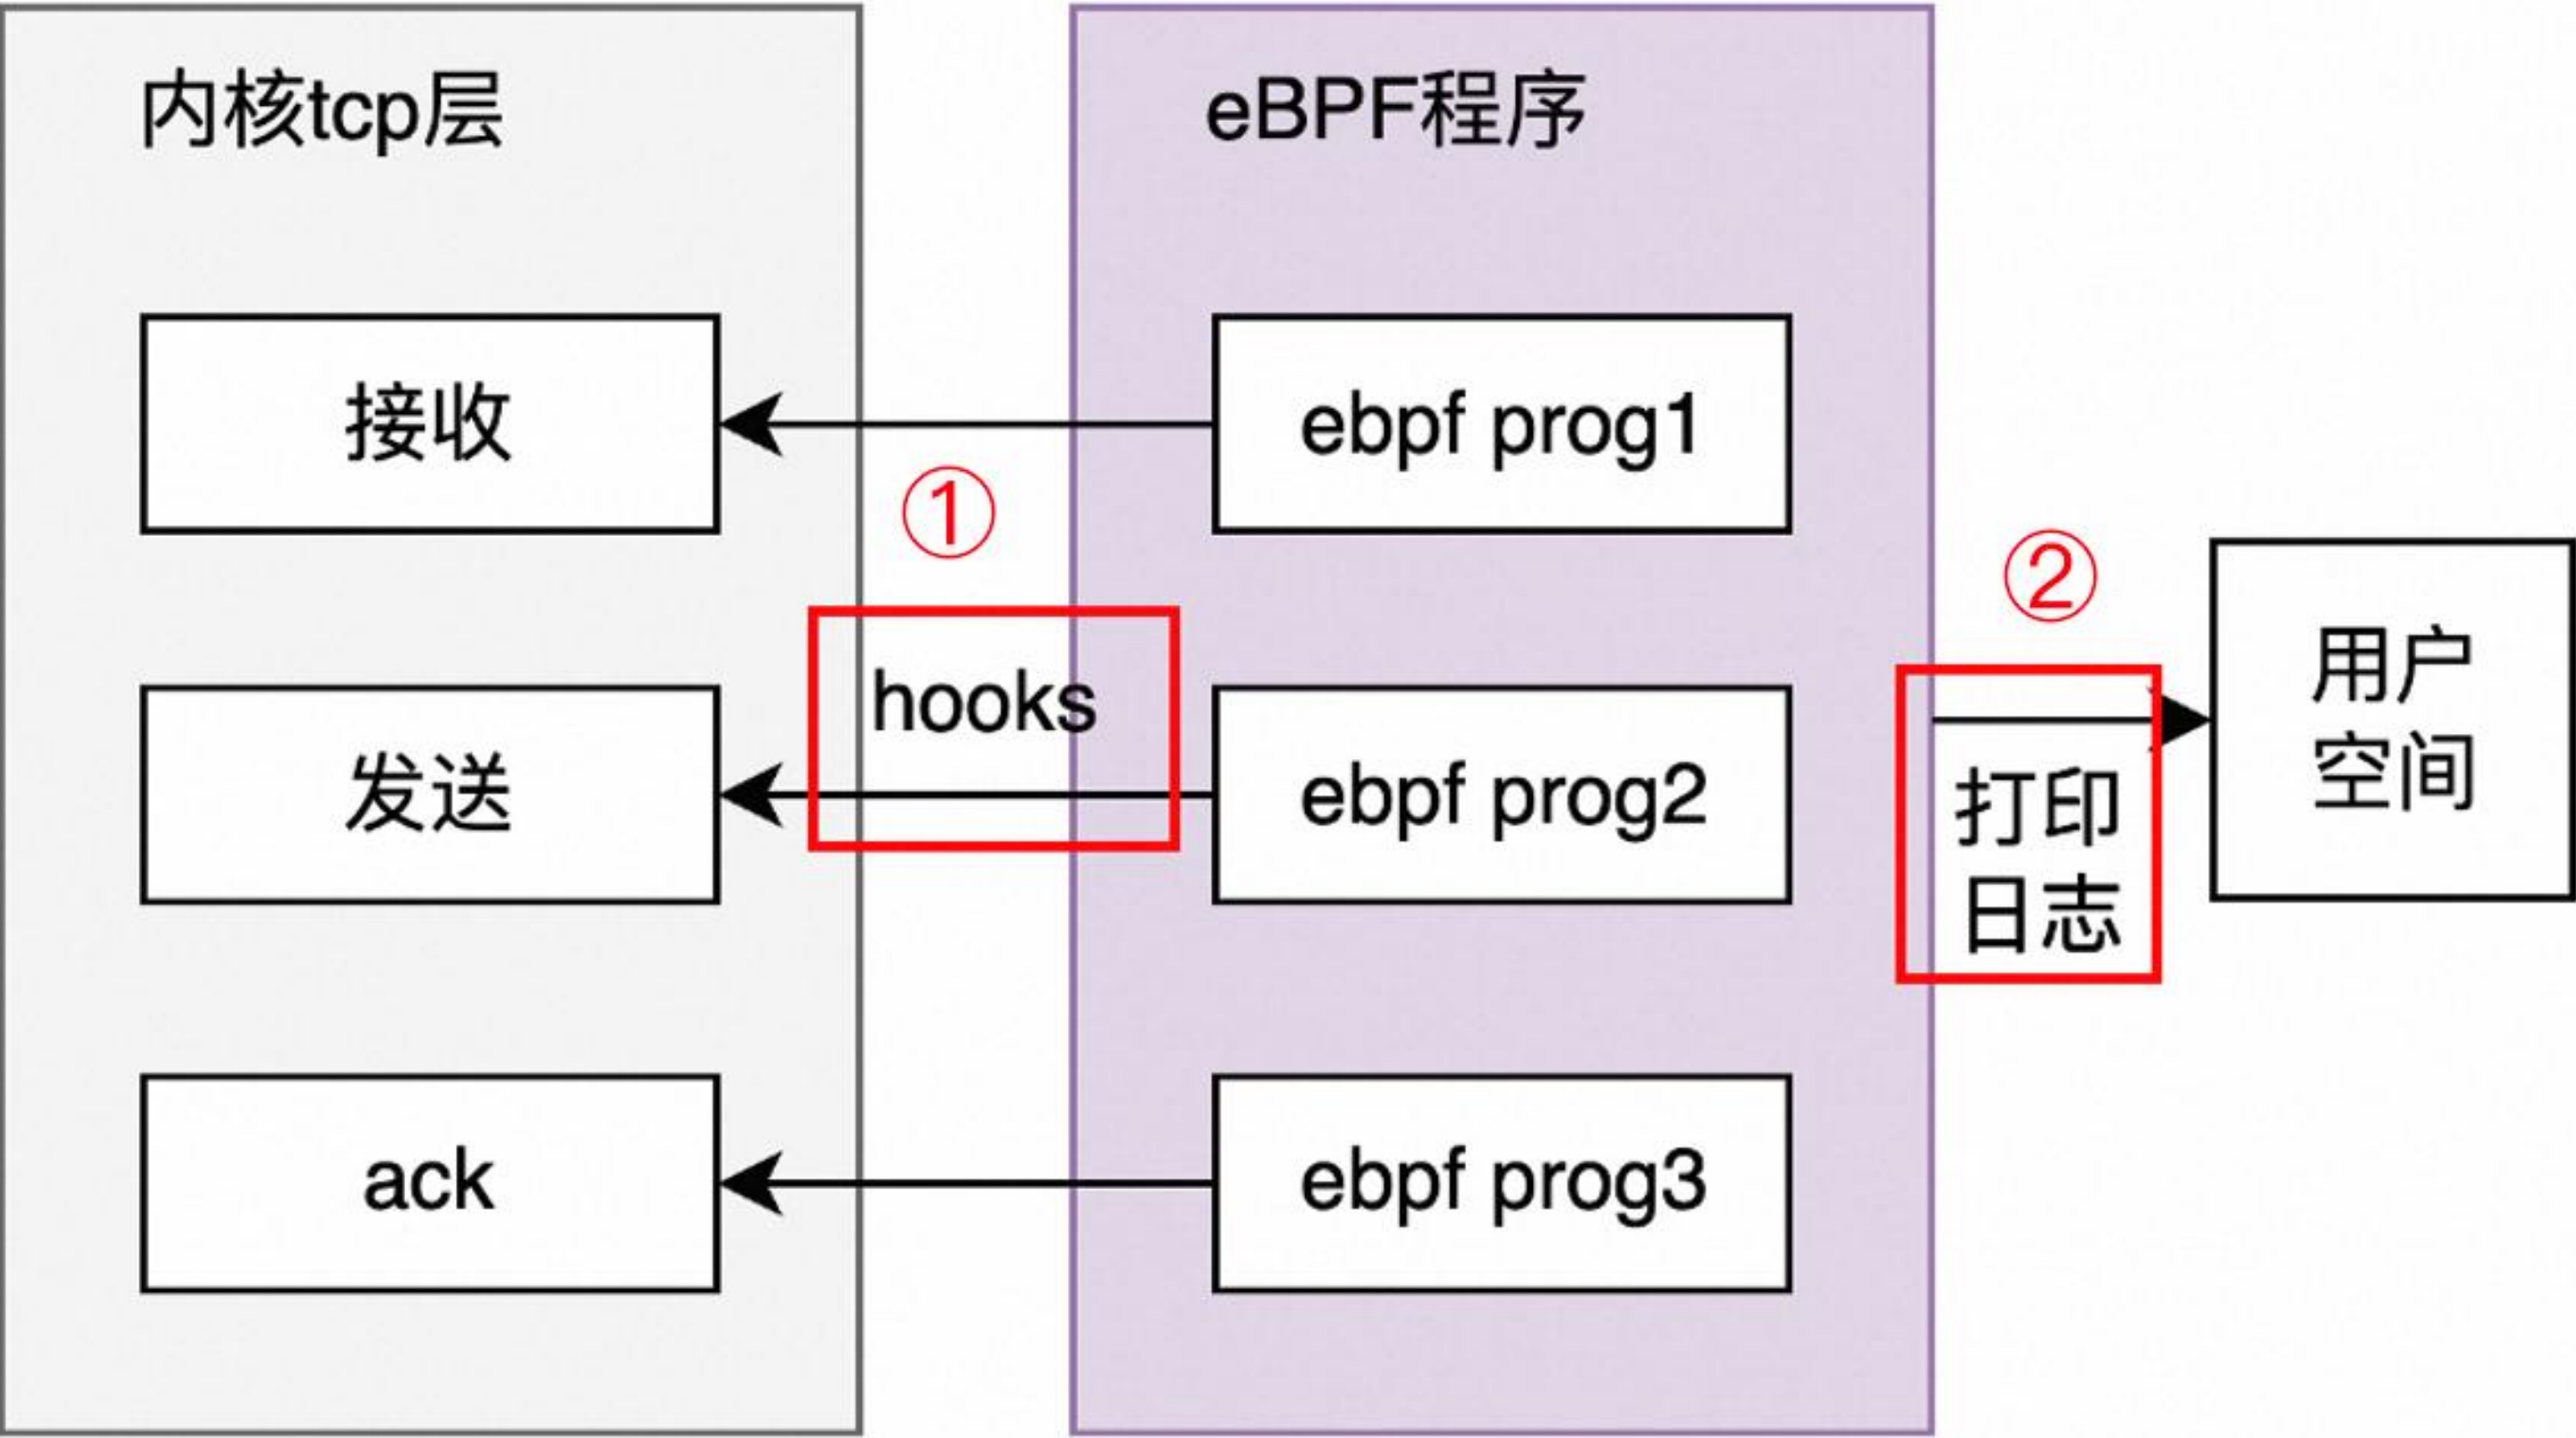 内核tcp层
eBPF程序
接收
ebpf prog1
①
②
hooks
发送
ebpf prog2
打印
日志
用户
空间
ack
ebpf prog3